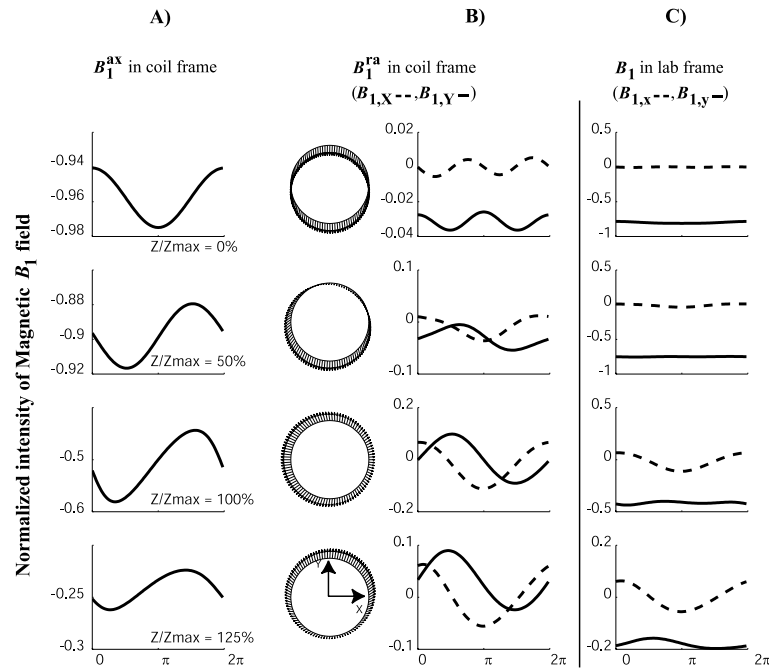 A)
B)
C)
B₁ᵃˣ in coil frame
B₁ʳᵃ in coil frame
(B₁,X --, B₁,Y −)
B₁ in lab frame
(B₁,x --, B₁,y −)
Normalized intensity of Magnetic B₁ field
-0.94
-0.96
-0.98
Z/Zmax = 0%
0.02
0
-0.02
-0.04
0.5
0
-0.5
-1
-0.88
-0.9
-0.92
Z/Zmax = 50%
0.1
0
-0.1
0.5
0
-0.5
-1
-0.5
-0.6
Z/Zmax = 100%
0.2
0
-0.2
0.5
0
-0.5
-0.25
-0.3
Z/Zmax = 125%
0 π 2π
Y
X
0.1
0
-0.1
0 π 2π
0.2
0
-0.2
0 π 2π